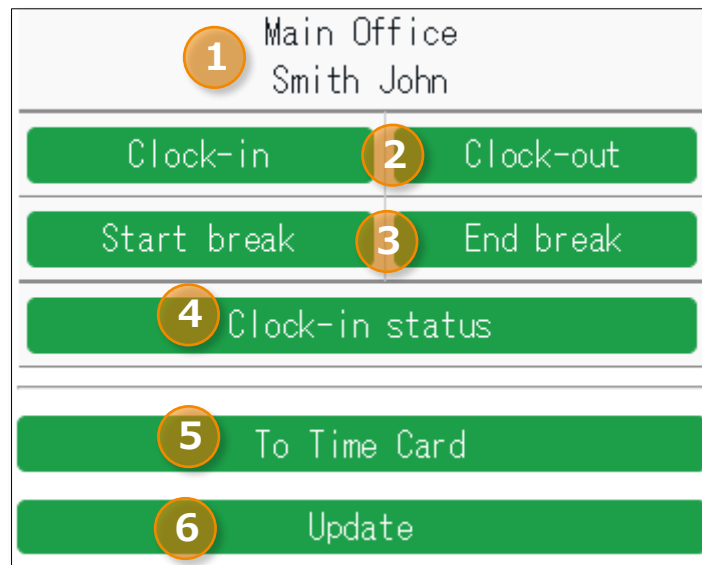 Main Office
1
Smith John
Clock-in 2 Clock-out
Start break 3 End break
4 Clock-in status
5 To Time Card
6 Update